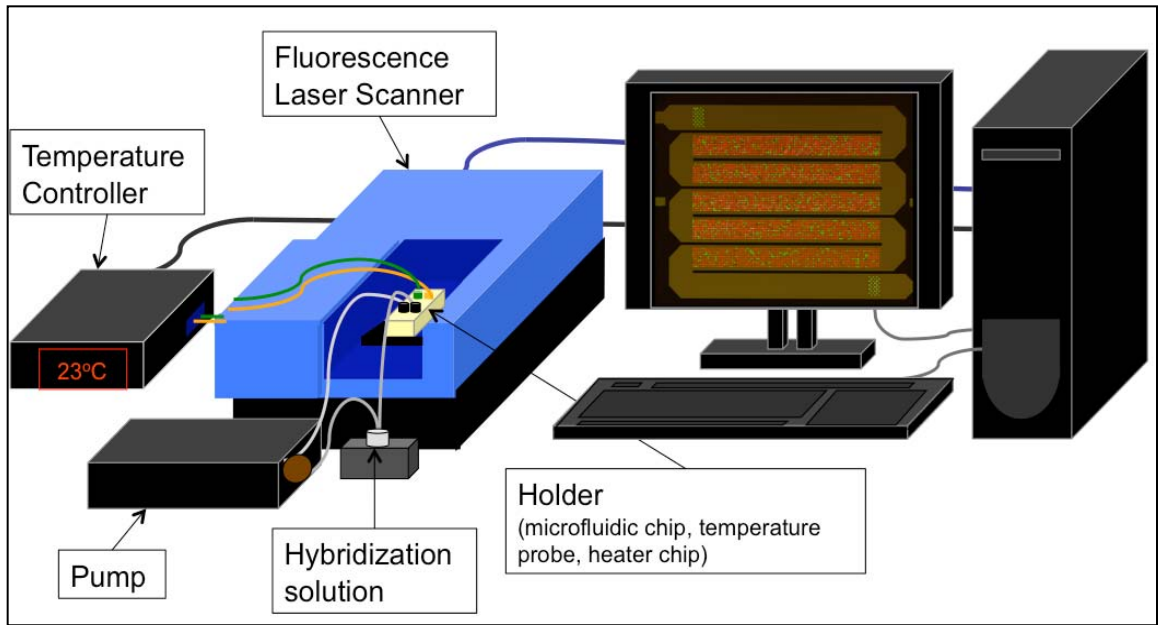 Fluorescence
Laser Scanner
Temperature
Controller
23ºC
Holder
(microfluidic chip, temperature
probe, heater chip)
Hybridization
solution
Pump